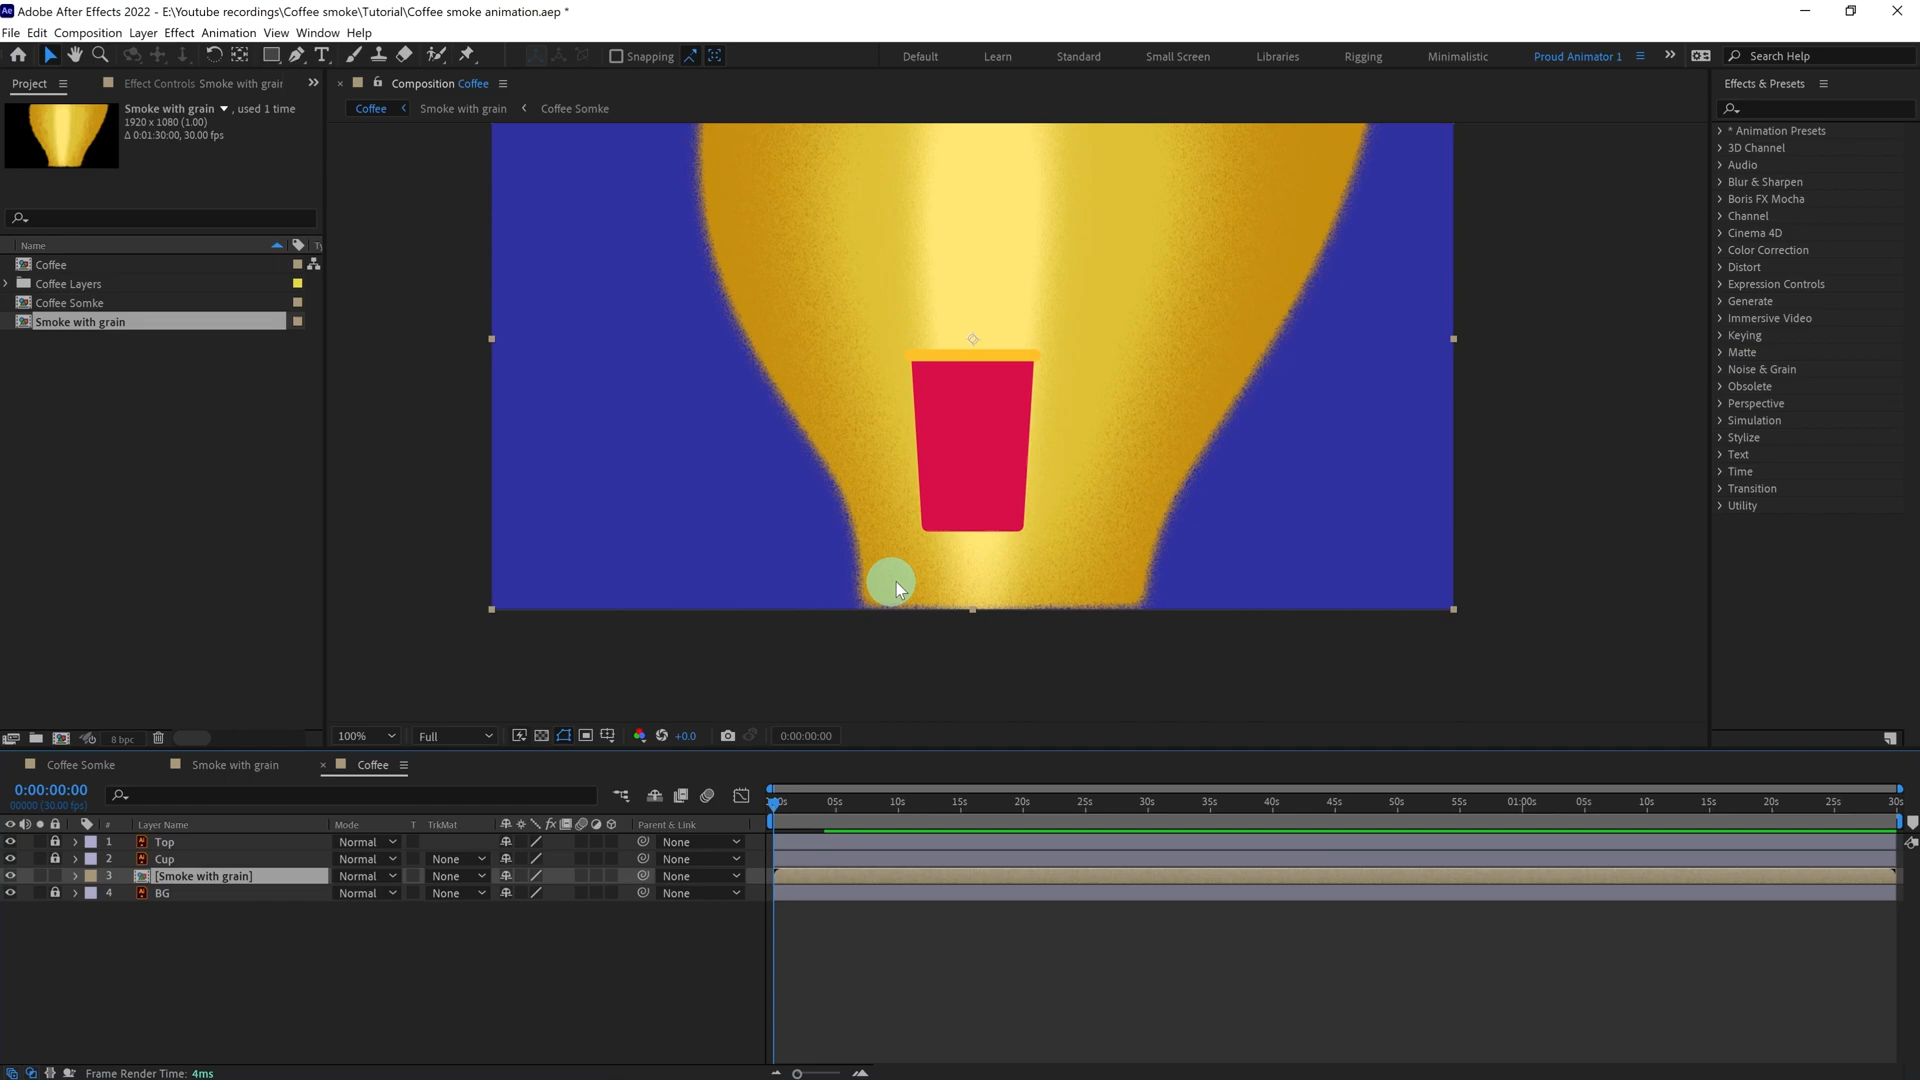 Ae Adobe After Effects 2022 - E:\Youtube recordings\Coffee smoke\Tutorial\Coffee smoke animation.aep *
File Edit Composition Layer Effect Animation View Window Help
Snapping Default Learn Standard Small Screen Libraries Rigging Minimalistic Proud Animator 1 Search Help
Project Effect Controls Smoke with grain
Composition Coffee
Effects & Presets
Smoke with grain , used 1 time
1920 x 1080 (1.00)
Δ 0:01:30:00, 30.00 fps
Coffee Smoke with grain Coffee Somke
Name Ty
Coffee
Coffee Layers
Coffee Somke
Smoke with grain
* Animation Presets
3D Channel
Audio
Blur & Sharpen
Boris FX Mocha
Channel
Cinema 4D
Color Correction
Distort
Expression Controls
Generate
Immersive Video
Keying
Matte
Noise & Grain
Obsolete
Perspective
Simulation
Stylize
Text
Time
Transition
Utility
8 bpc
100% Full +0.0 0:00:00:00
Coffee Somke Smoke with grain Coffee
0:00:00:00
00000 (30.00 fps)
05s 10s 15s 20s 25s 30s 35s 40s 45s 50s 55s 01:00s 05s 10s 15s 20s 25s 30s
# Layer Name Mode T TrkMat fx Parent & Link
1 Top Normal None
2 Cup Normal None None
3 [Smoke with grain] Normal None None
4 BG Normal None None
Frame Render Time: 4ms